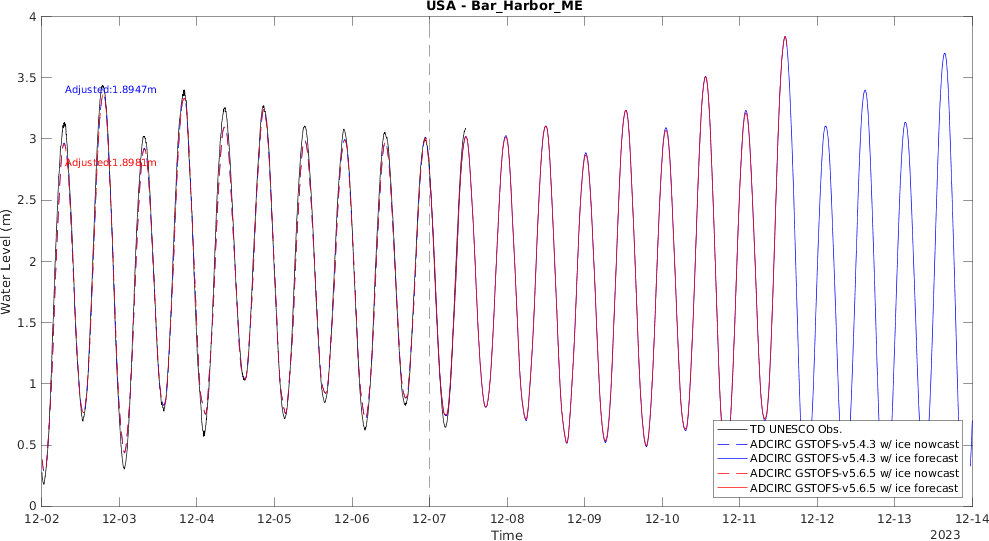 USA - Bar_Harbor_ME
4
3.5
3
2.5
2
1.5
1
0.5
0
Water Level (m)
Adjusted:1.8947m
Adjusted:1.8981m
TD UNESCO Obs.
ADCIRC GSTOFS-v5.4.3 w/ ice nowcast
ADCIRC GSTOFS-v5.4.3 w/ ice forecast
ADCIRC GSTOFS-v5.6.5 w/ ice nowcast
ADCIRC GSTOFS-v5.6.5 w/ ice forecast
12-02 12-03 12-04 12-05 12-06 12-07 12-08 12-09 12-10 12-11 12-12 12-13 12-14
Time
2023